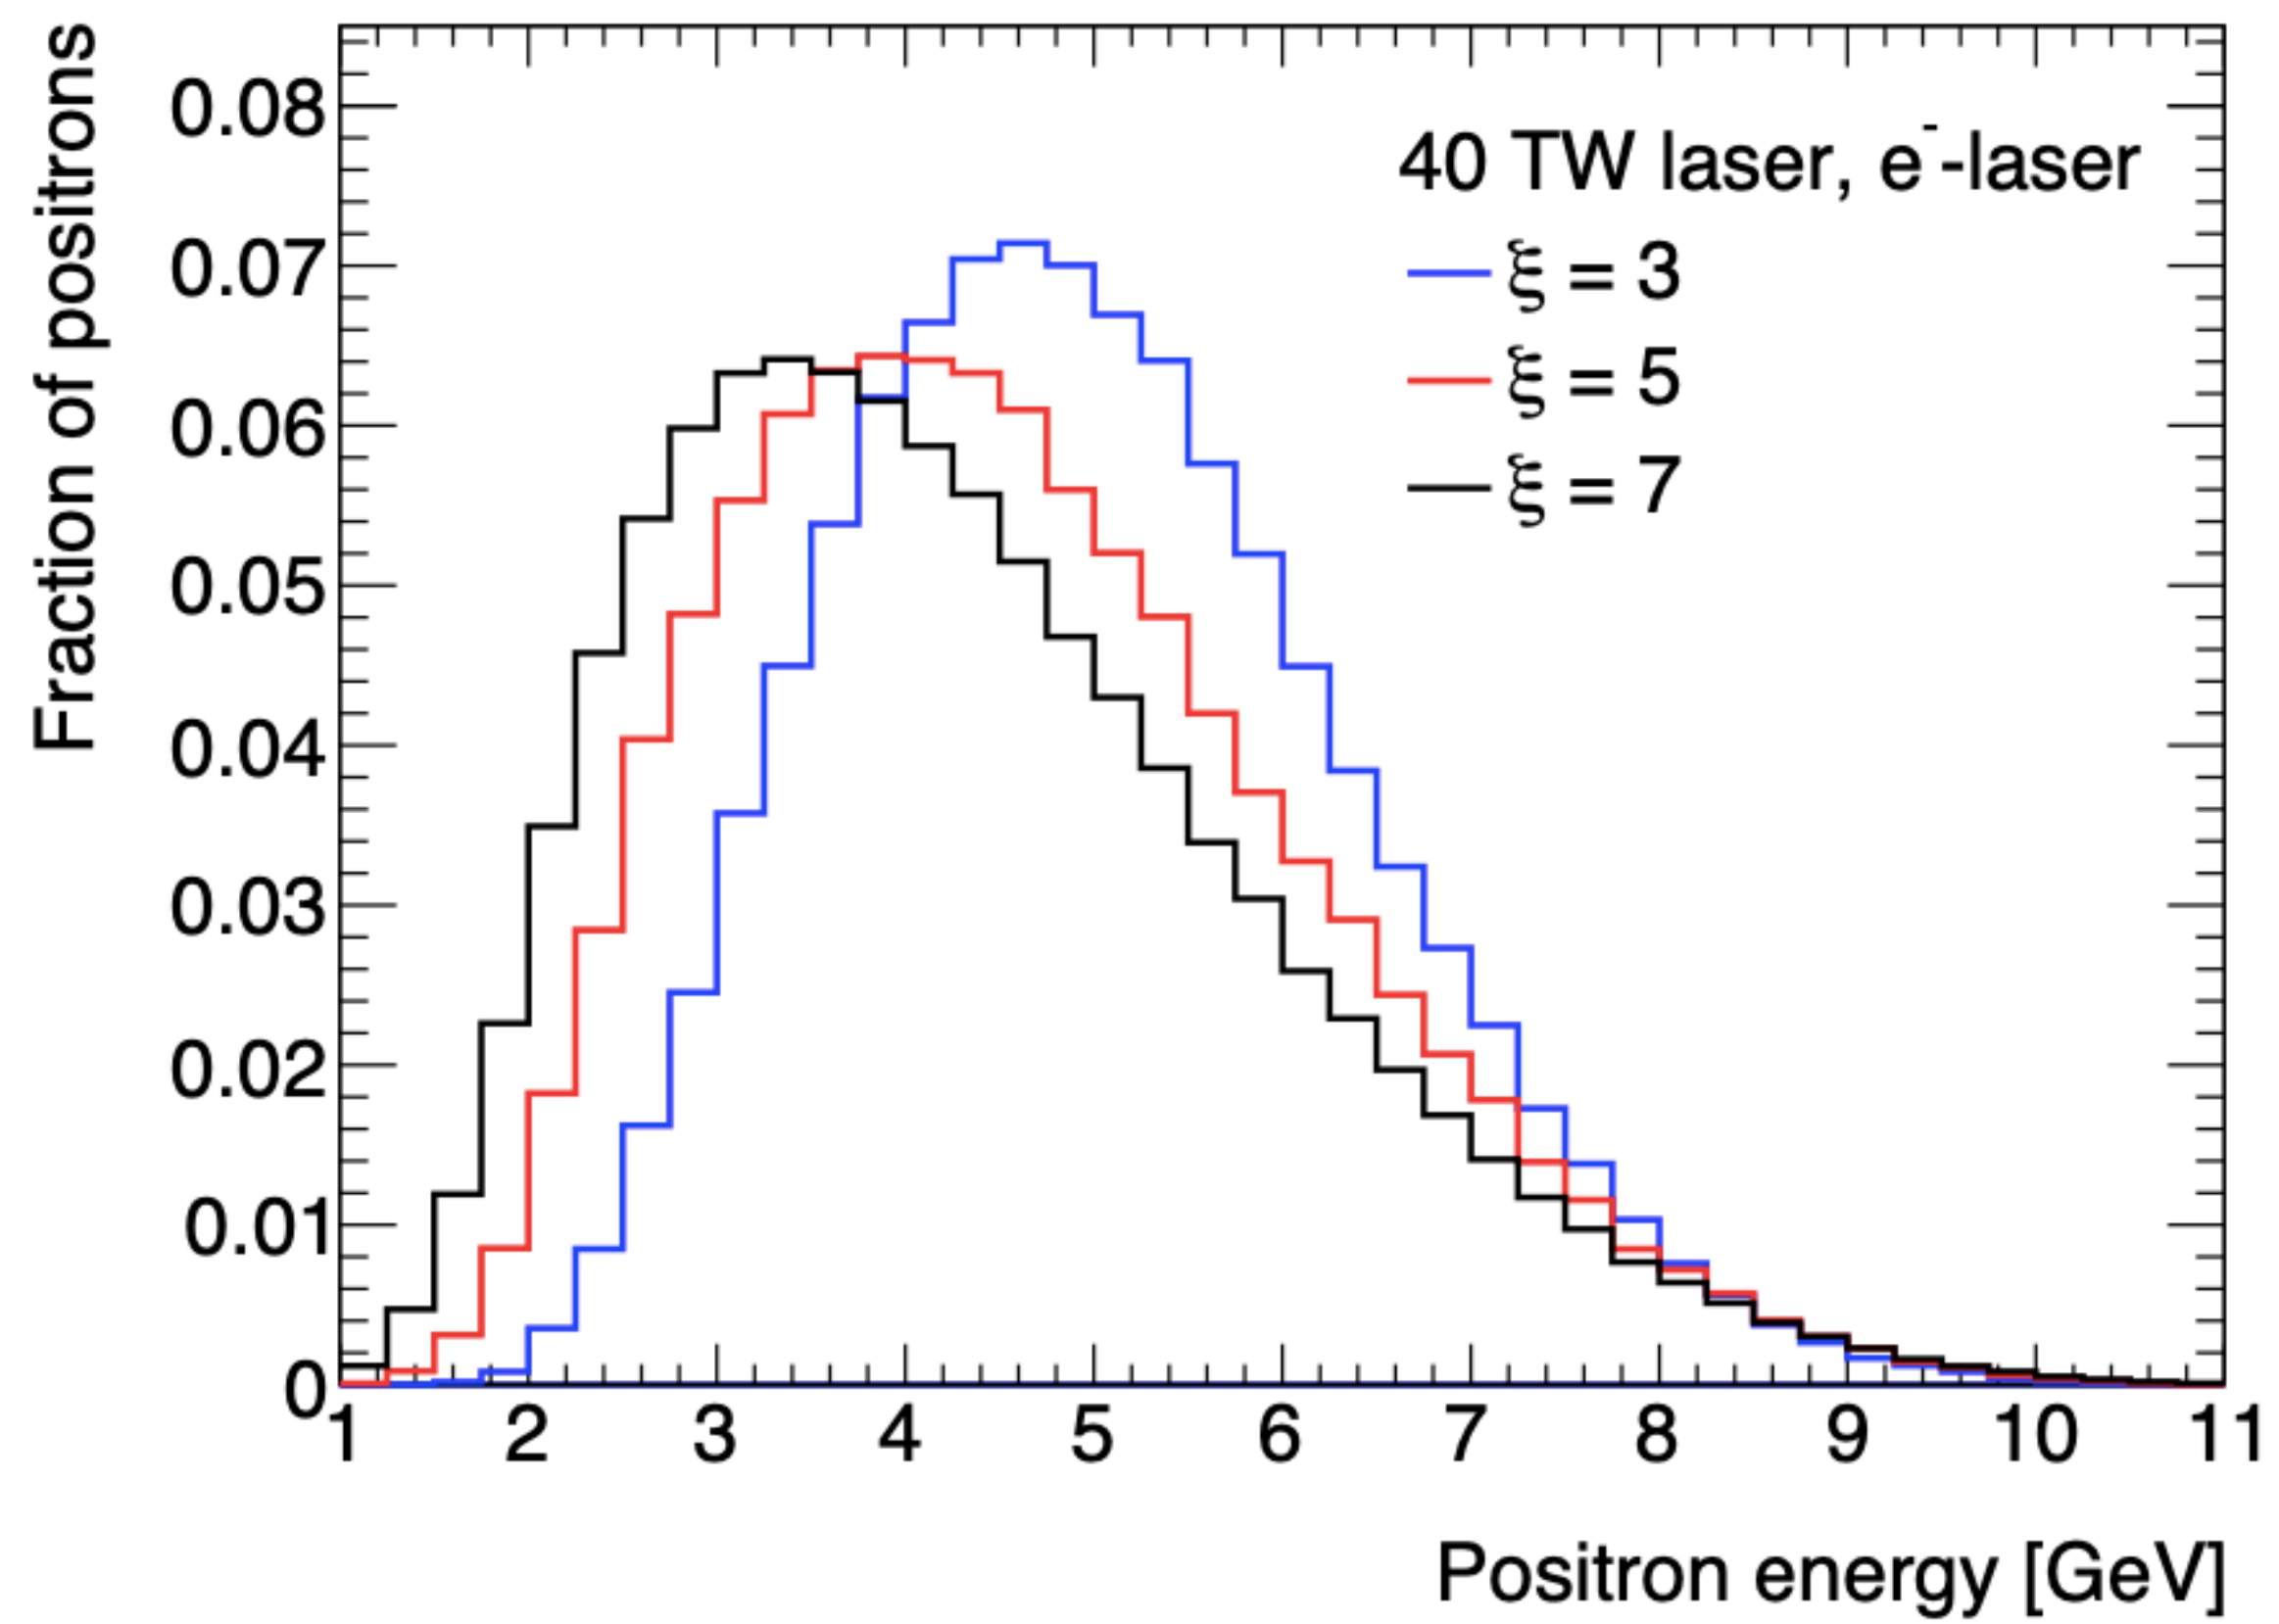 Fraction of positrons
0.08
0.07
0.06
0.05
0.04
0.03
0.02
0.01
0
40 TW laser, e⁻-laser
ξ = 3
ξ = 5
ξ = 7
1 2 3 4 5 6 7 8 9 10 11
Positron energy [GeV]